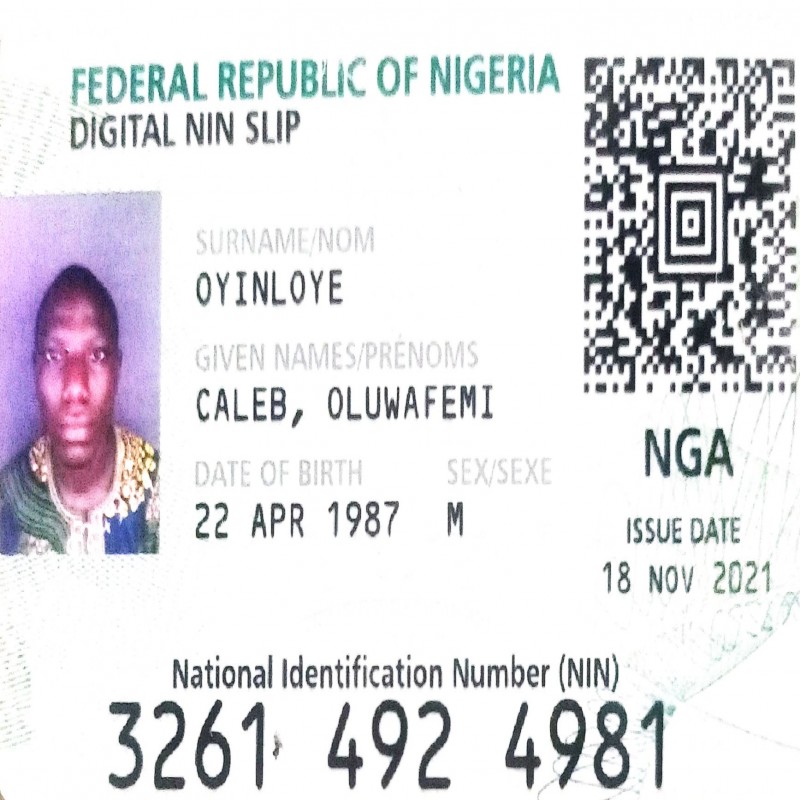 FEDERAL REPUBLIC OF NIGERIA
DIGITAL NIN SLIP
SURNAME/NOM
OYINLOYE
GIVEN NAMES/PRÉNOMS
CALEB, OLUWAFEMI
DATE OF BIRTH SEX/SEXE
22 APR 1987 M
NGA
ISSUE DATE
18 NOV 2021
National Identification Number (NIN)
3261 492 4981